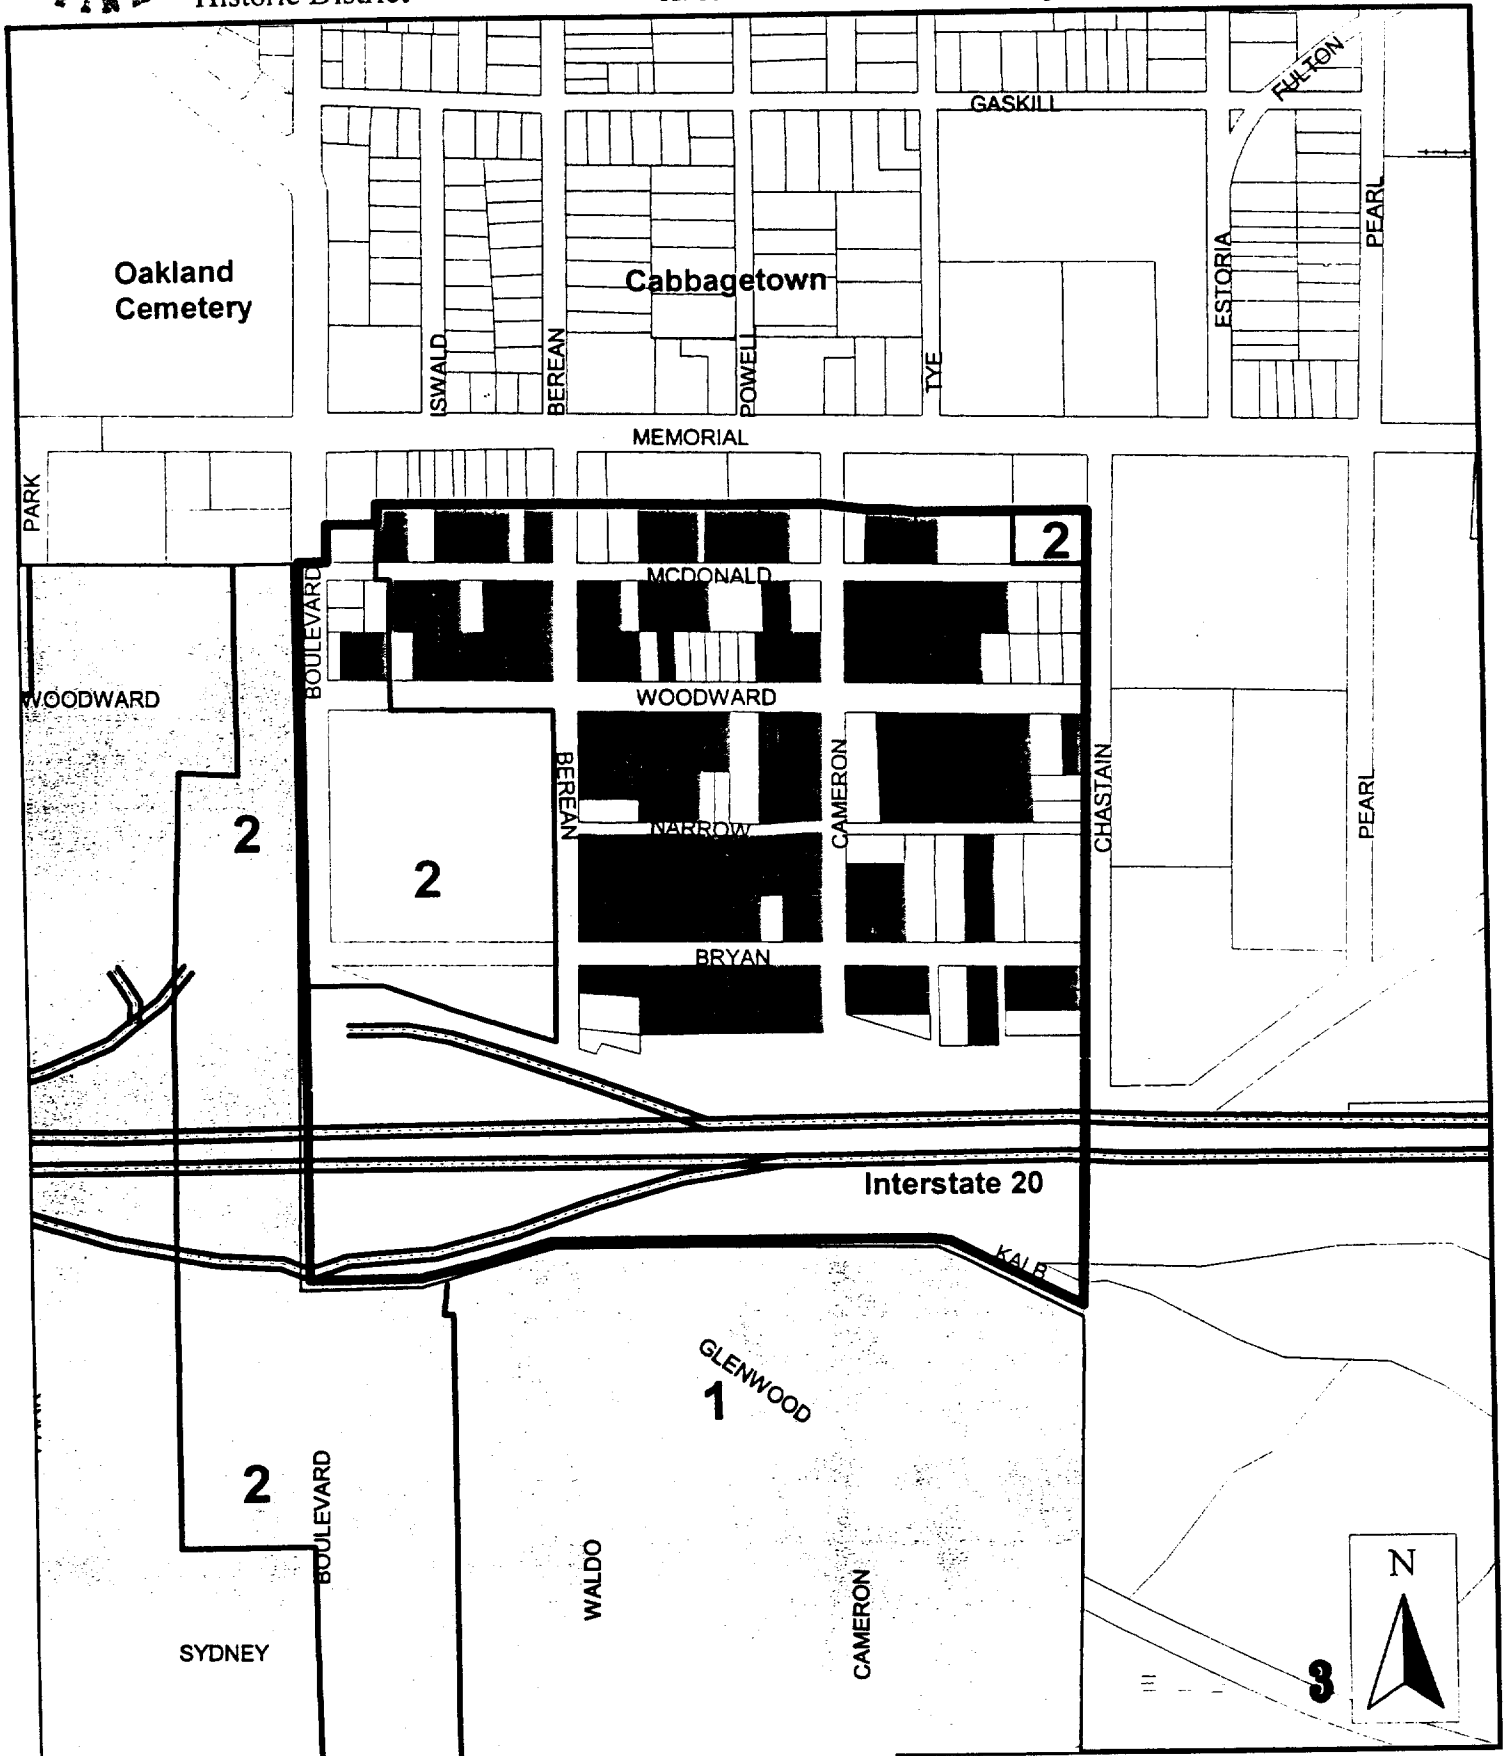 Historic District
FULTON
GASKILL
PEARL
Oakland
Cemetery
Cabbagetown
ESTORIA
ISWALD
BEREAN
POWELL
TYE
MEMORIAL
PARK
2
MCDONALD
BOULEVARD
WOODWARD
WOODWARD
BEREAN
CAMERON
CHASTAIN
PEARL
2
NARROW
2
BRYAN
Interstate 20
KALB
GLENWOOD
1
2
BOULEVARD
WALDO
CAMERON
N
SYDNEY
3